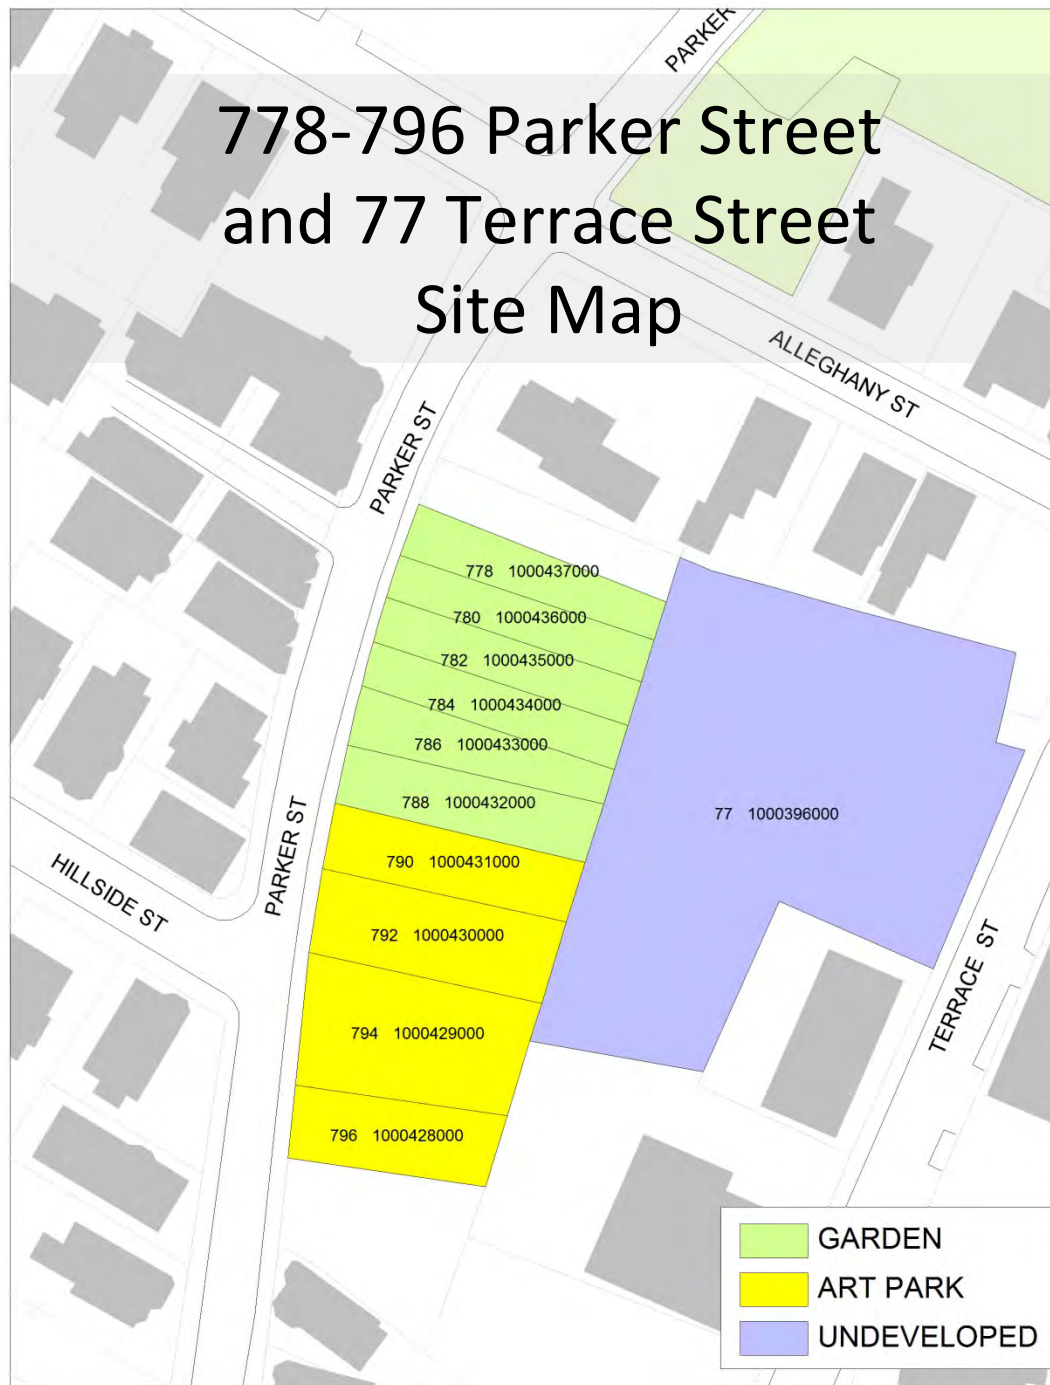 PARKER
778-796 Parker Street
and 77 Terrace Street
Site Map
ALLEGHANY ST
PARKER ST
778 1000437000
780 1000436000
782 1000435000
784 1000434000
786 1000433000
788 1000432000
77 1000396000
790 1000431000
PARKER ST
HILLSIDE ST
792 1000430000
TERRACE ST
794 1000429000
796 1000428000
GARDEN
ART PARK
UNDEVELOPED